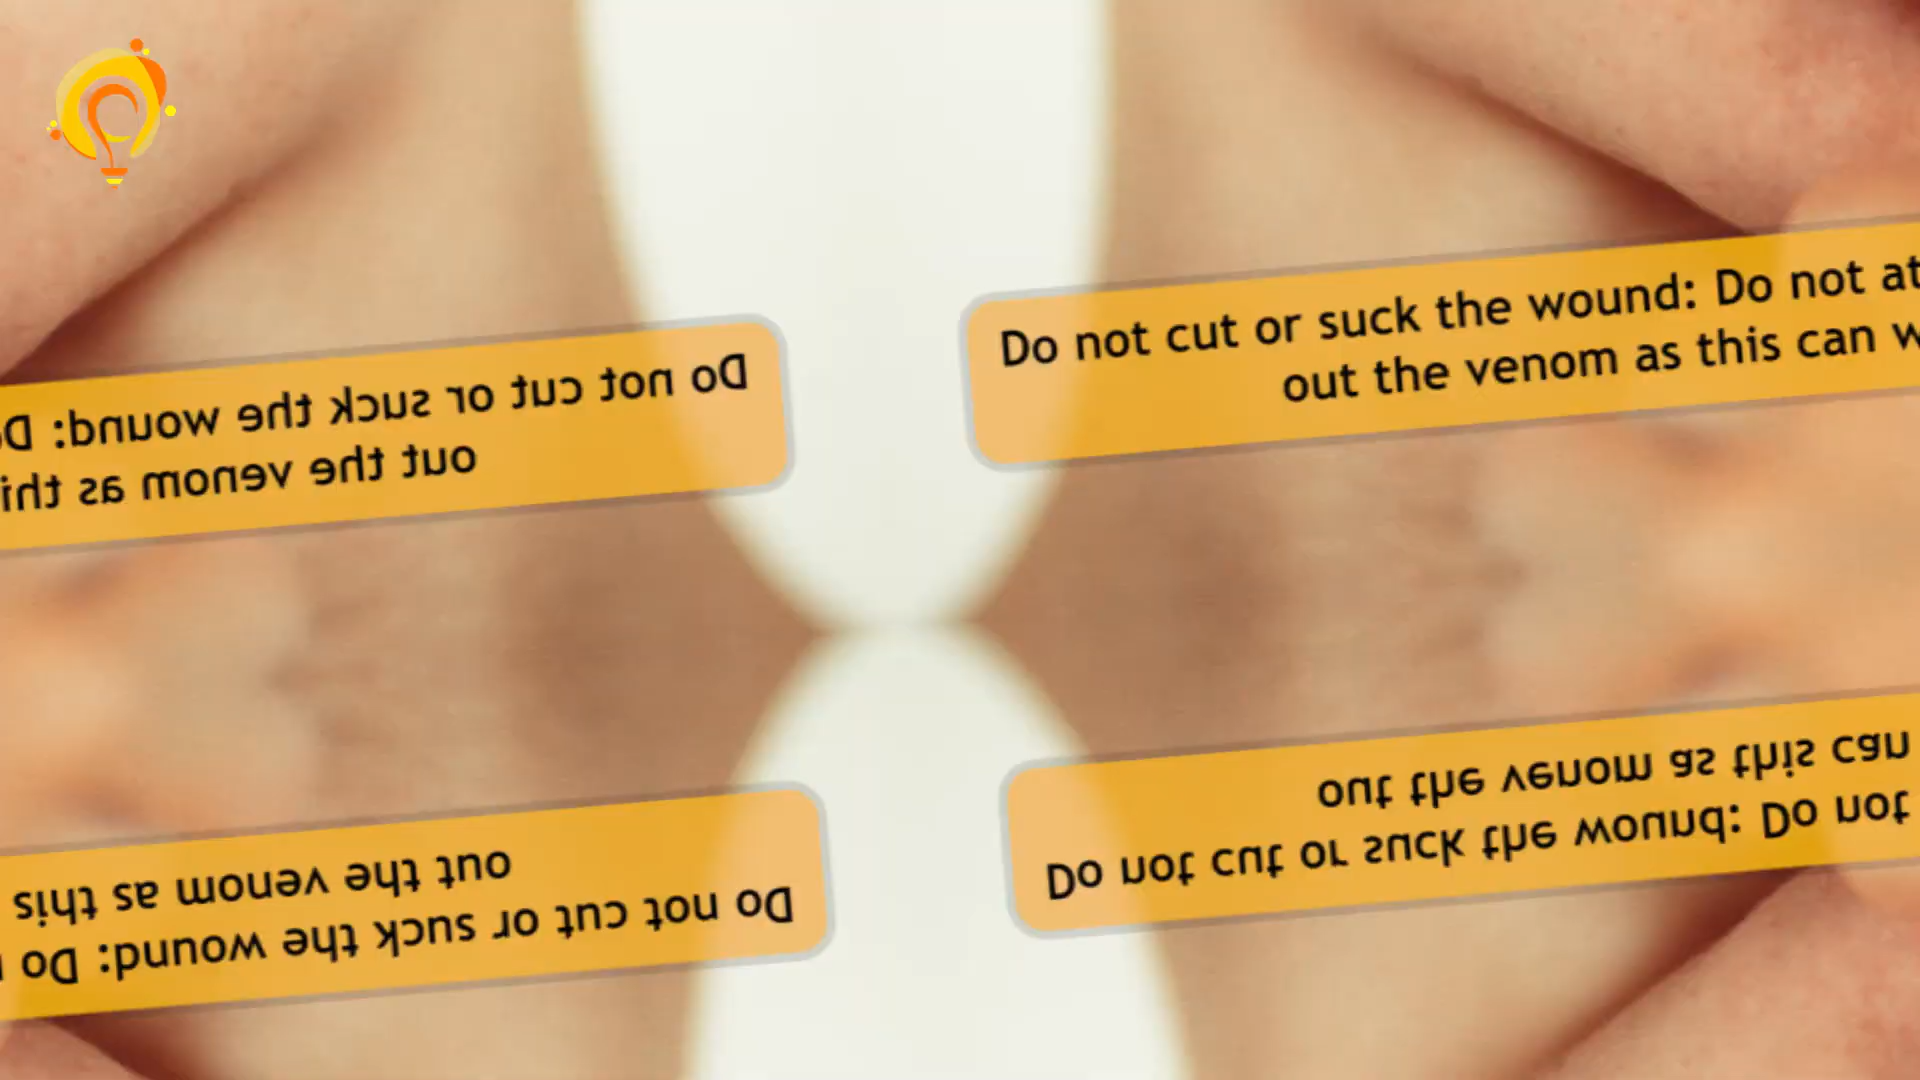 Do not cut or suck the wound: Do not
out the venom as this can
Do not cut or suck the wound:
out the venom as
out the venom as this can
Do not cut or suck the wound: Do not
out the venom as this
Do not cut or suck the wound: Do